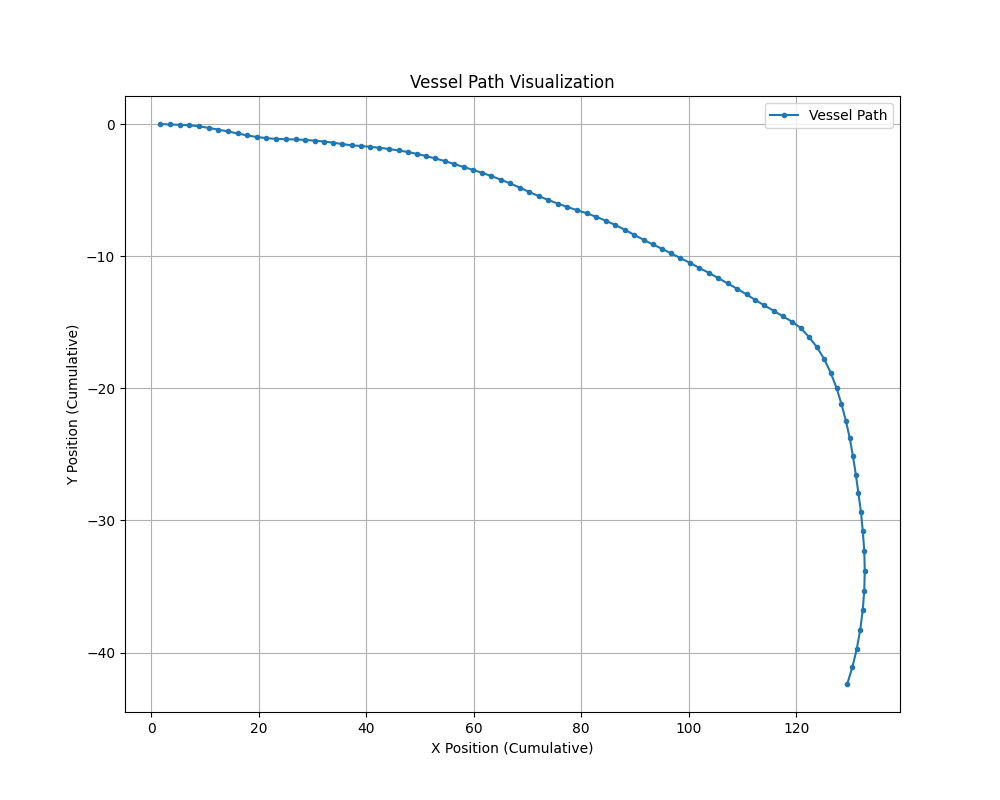 Vessel Path Visualization
Vessel Path
Y Position (Cumulative)
0
−10
−20
−30
−40
0 20 40 60 80 100 120
X Position (Cumulative)